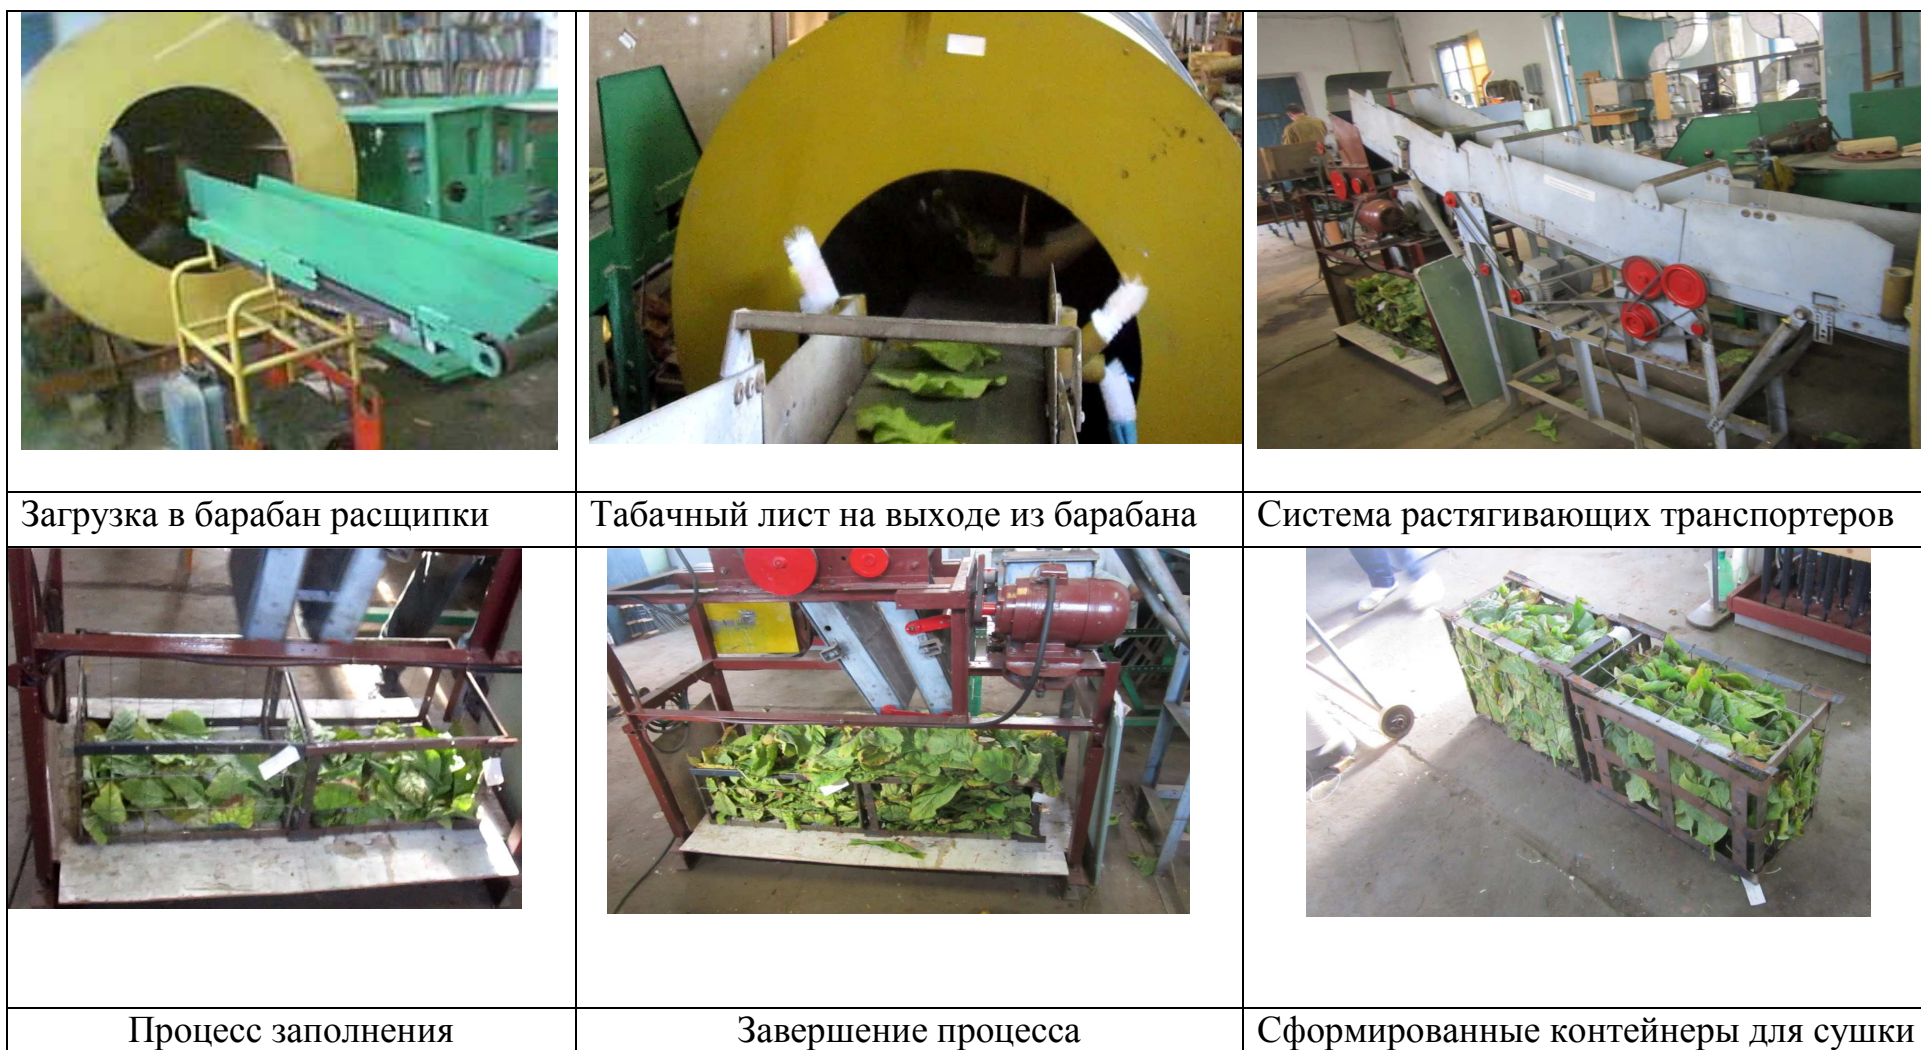 Загрузка в барабан расщипки
Табачный лист на выходе из барабана
Система растягивающих транспортеров
Процесс заполнения
Завершение процесса
Сформированные контейнеры для сушки